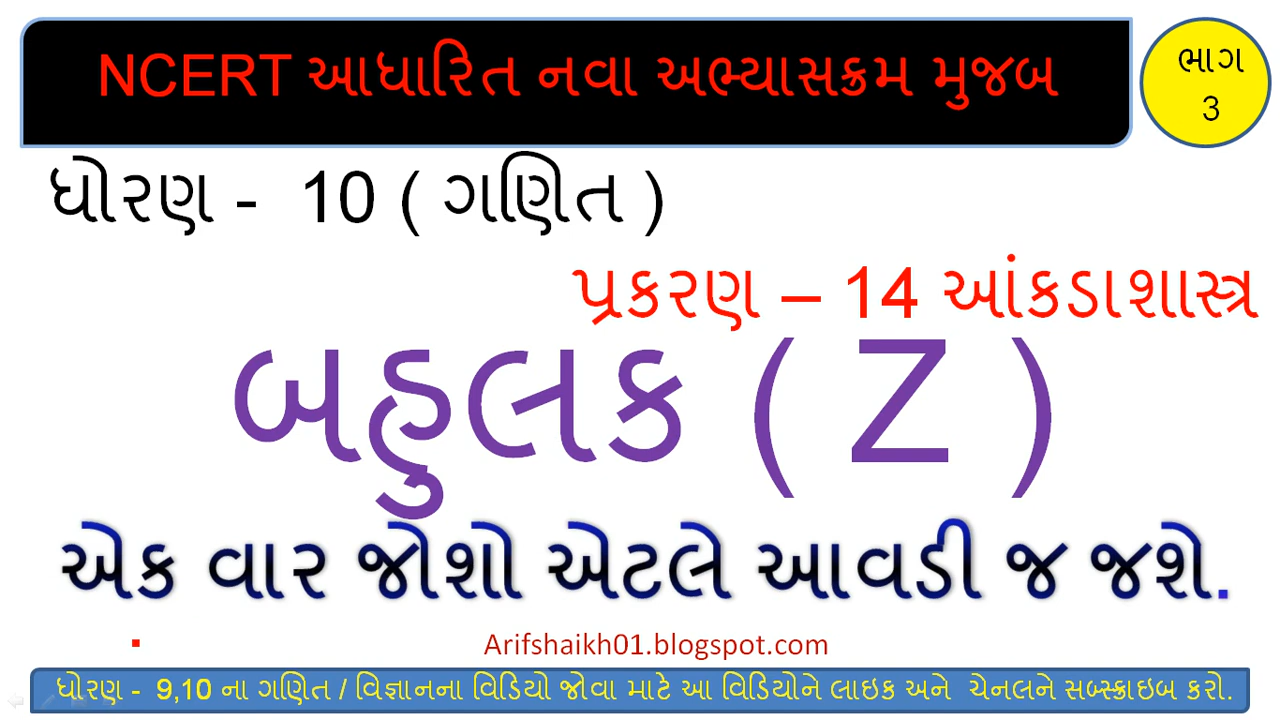 NCERT આધારિત નવા અભ્યાસક્રમ મુજબ
ભાગ
3
ધોરણ - 10 ( ગણિત )
પ્રકરણ – 14 આંકડાશાસ્ત્ર
બહુલક ( Z )
એક વાર જોશો એટલે આવડી જ જશે.
Arifshaikh01.blogspot.com
ધોરણ - 9,10 ના ગણિત / વિજ્ઞાનના વિડિયો જોવા માટે આ વિડિયોને લાઇક અને ચેનલને સબ્સ્ક્રાઇબ કરો.